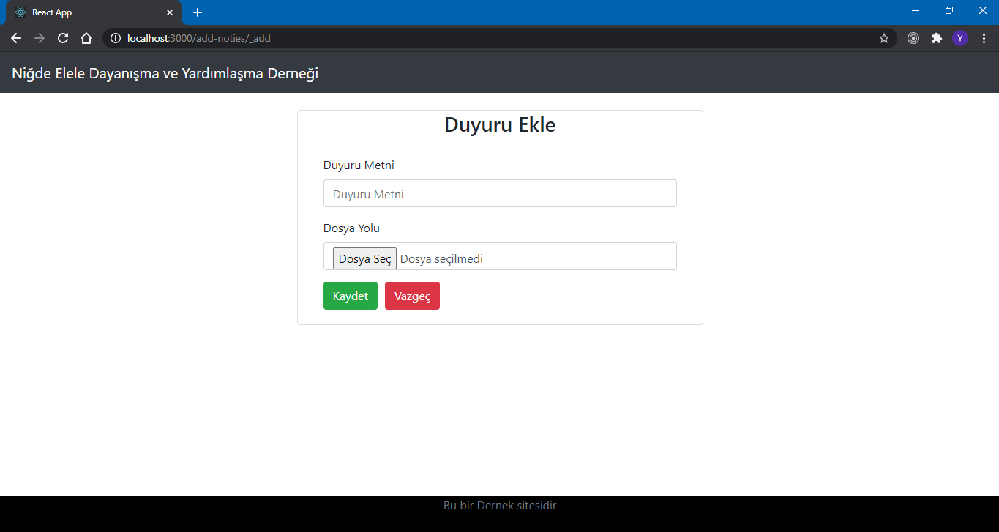 React App
localhost:3000/add-noties/_add
Y
Niğde Elele Dayanışma ve Yardımlaşma Derneği
Duyuru Ekle
Duyuru Metni
Duyuru Metni
Dosya Yolu
Dosya Seç Dosya seçilmedi
Kaydet Vazgeç
Bu bir Dernek sitesidir